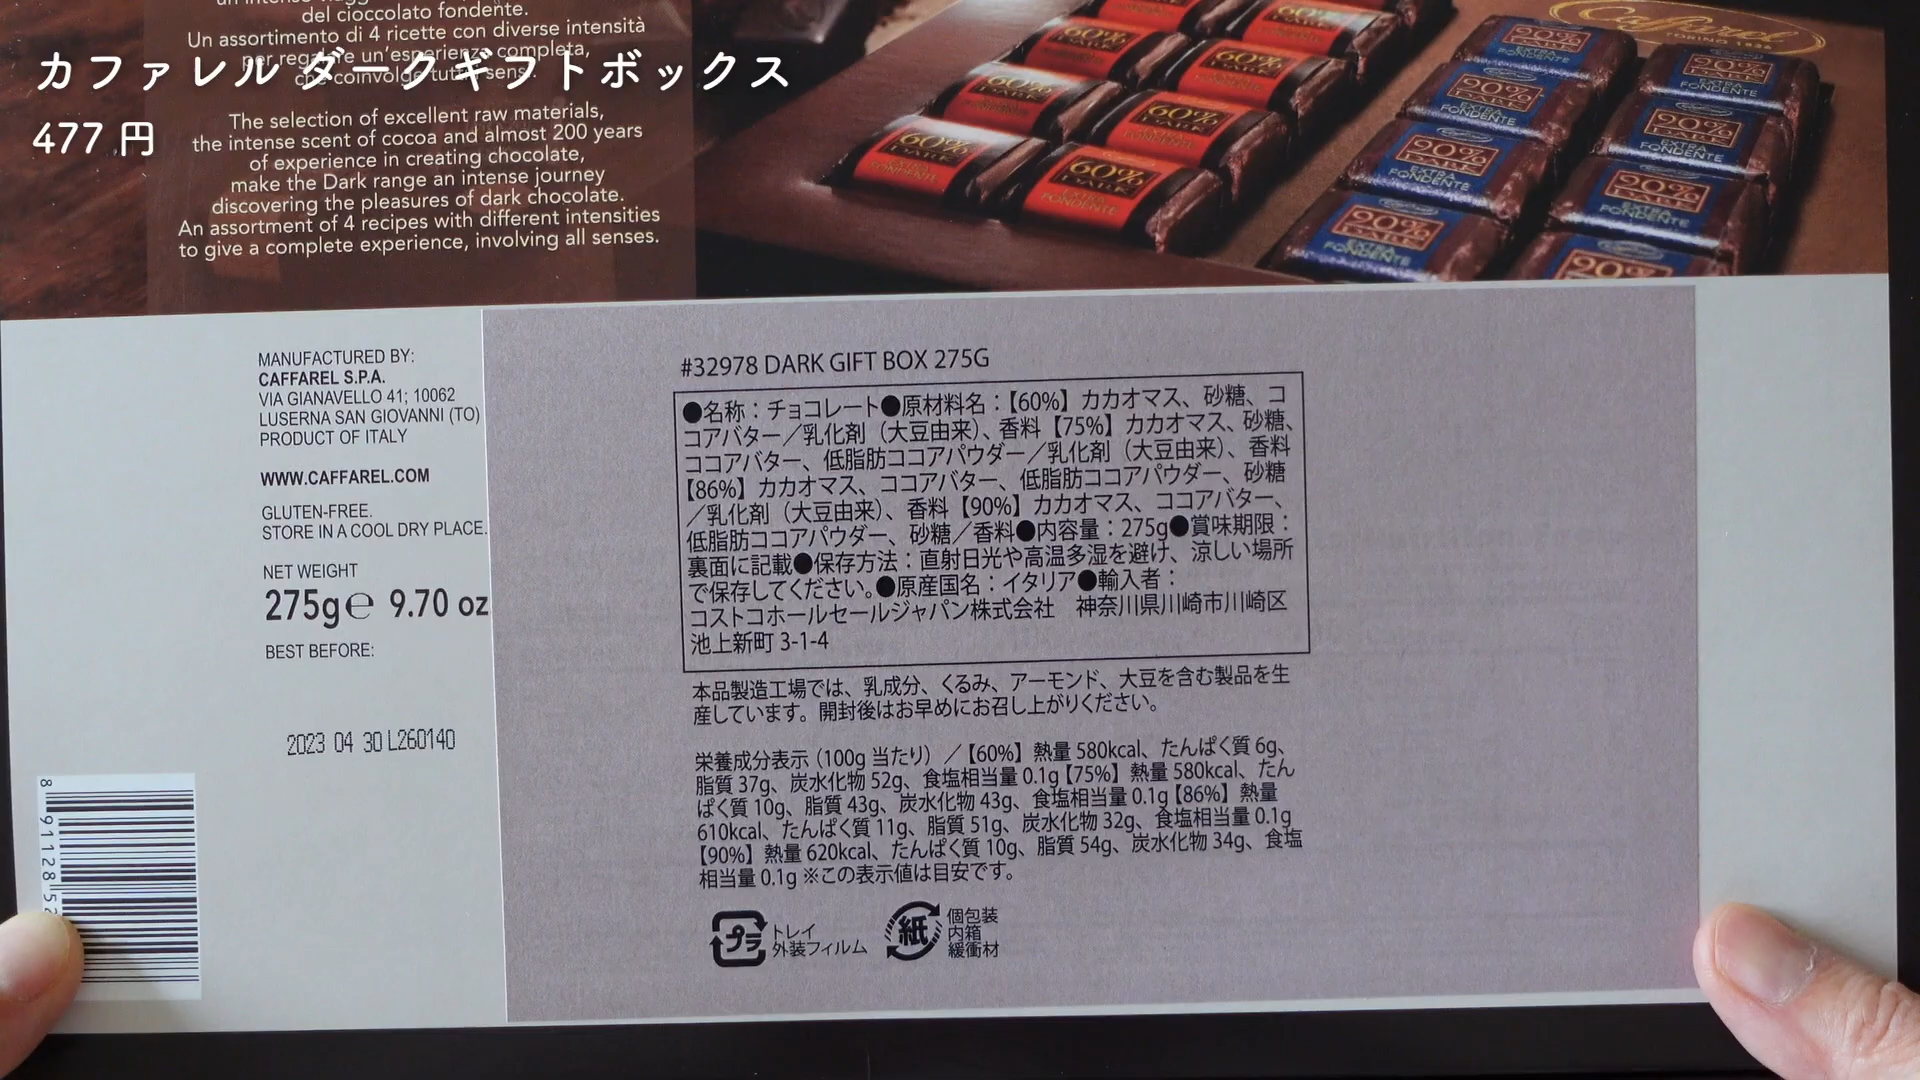 del cioccolato fondente.
Un assortimento di 4 ricette con diverse intensità
per regalare un'esperienza completa,
che coinvolge tutti i sensi.
カファレル ダークギフトボックス
477 円
The selection of excellent raw materials,
the intense scent of cocoa and almost 200 years
of experience in creating chocolate,
make the Dark range an intense journey
discovering the pleasures of dark chocolate.
An assortment of 4 recipes with different intensities
to give a complete experience, involving all senses.
Caffarel
TORINO 1826
60%
DARK
EXTRA
FONDENTE
90%
DARK
EXTRA
FONDENTE
MANUFACTURED BY:
CAFFAREL S.P.A.
VIA GIANAVELLO 41; 10062
LUSERNA SAN GIOVANNI (TO)
PRODUCT OF ITALY
WWW.CAFFAREL.COM
GLUTEN-FREE.
STORE IN A COOL DRY PLACE.
NET WEIGHT
275g℮ 9.70 oz
BEST BEFORE:
2023 04 30 L260140
8 91128 52
#32978 DARK GIFT BOX 275G
●名称：チョコレート●原材料名：【60%】カカオマス、砂糖、コ
コアバター／乳化剤（大豆由来）、香料【75%】カカオマス、砂糖、
ココアバター、低脂肪ココアパウダー／乳化剤（大豆由来）、香料
【86%】カカオマス、ココアバター、低脂肪ココアパウダー、砂糖
／乳化剤（大豆由来）、香料【90%】カカオマス、ココアバター、
低脂肪ココアパウダー、砂糖／香料●内容量：275g●賞味期限：
裏面に記載●保存方法：直射日光や高温多湿を避け、涼しい場所
で保存してください。●原産国名：イタリア●輸入者：
コストコホールセールジャパン株式会社　神奈川県川崎市川崎区
池上新町 3-1-4
本品製造工場では、乳成分、くるみ、アーモンド、大豆を含む製品を生
産しています。開封後はお早めにお召し上がりください。
栄養成分表示（100g 当たり）／【60%】熱量 580kcal、たんぱく質 6g、
脂質 37g、炭水化物 52g、食塩相当量 0.1g【75%】熱量 580kcal、たん
ぱく質 10g、脂質 43g、炭水化物 43g、食塩相当量 0.1g【86%】熱量
610kcal、たんぱく質 11g、脂質 51g、炭水化物 32g、食塩相当量 0.1g
【90%】熱量 620kcal、たんぱく質 10g、脂質 54g、炭水化物 34g、食塩
相当量 0.1g ※この表示値は目安です。
プラ
トレイ
外装フィルム
紙
個包装
内箱
緩衝材